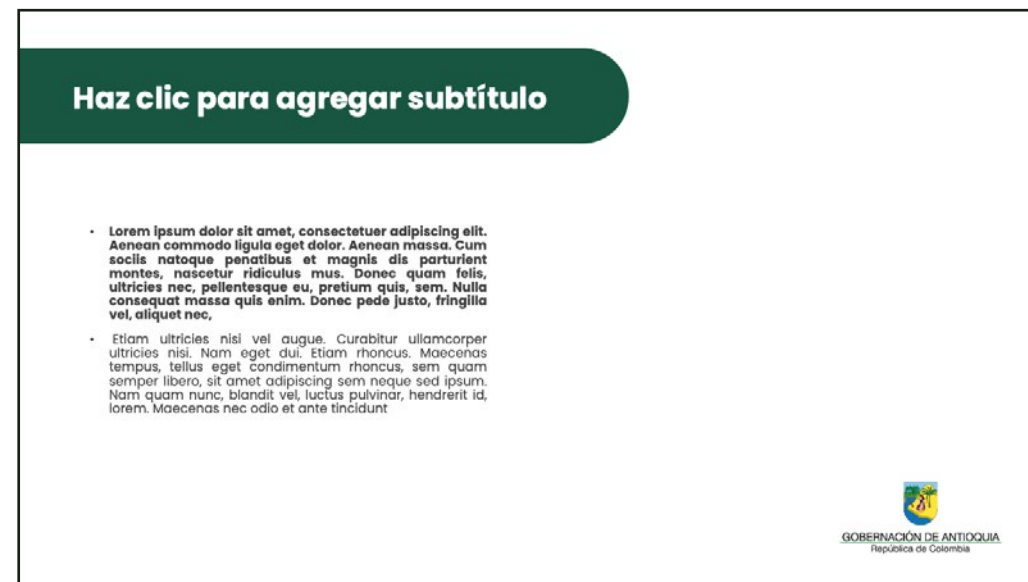 Haz clic para agregar subtítulo
• Lorem ipsum dolor sit amet, consectetuer adipiscing elit.
Aenean commodo ligula eget dolor. Aenean massa. Cum
sociis natoque penatibus et magnis dis parturient
montes, nascetur ridiculus mus. Donec quam felis,
ultricies nec, pellentesque eu, pretium quis, sem. Nulla
consequat massa quis enim. Donec pede justo, fringilla
vel, aliquet nec,
• Etiam ultricies nisi vel augue. Curabitur ullamcorper
ultricies nisi. Nam eget dui. Etiam rhoncus. Maecenas
tempus, tellus eget condimentum rhoncus, sem quam
semper libero, sit amet adipiscing sem neque sed ipsum.
Nam quam nunc, blandit vel, luctus pulvinar, hendrerit id,
lorem. Maecenas nec odio et ante tincidunt
GOBERNACIÓN DE ANTIOQUIA
República de Colombia